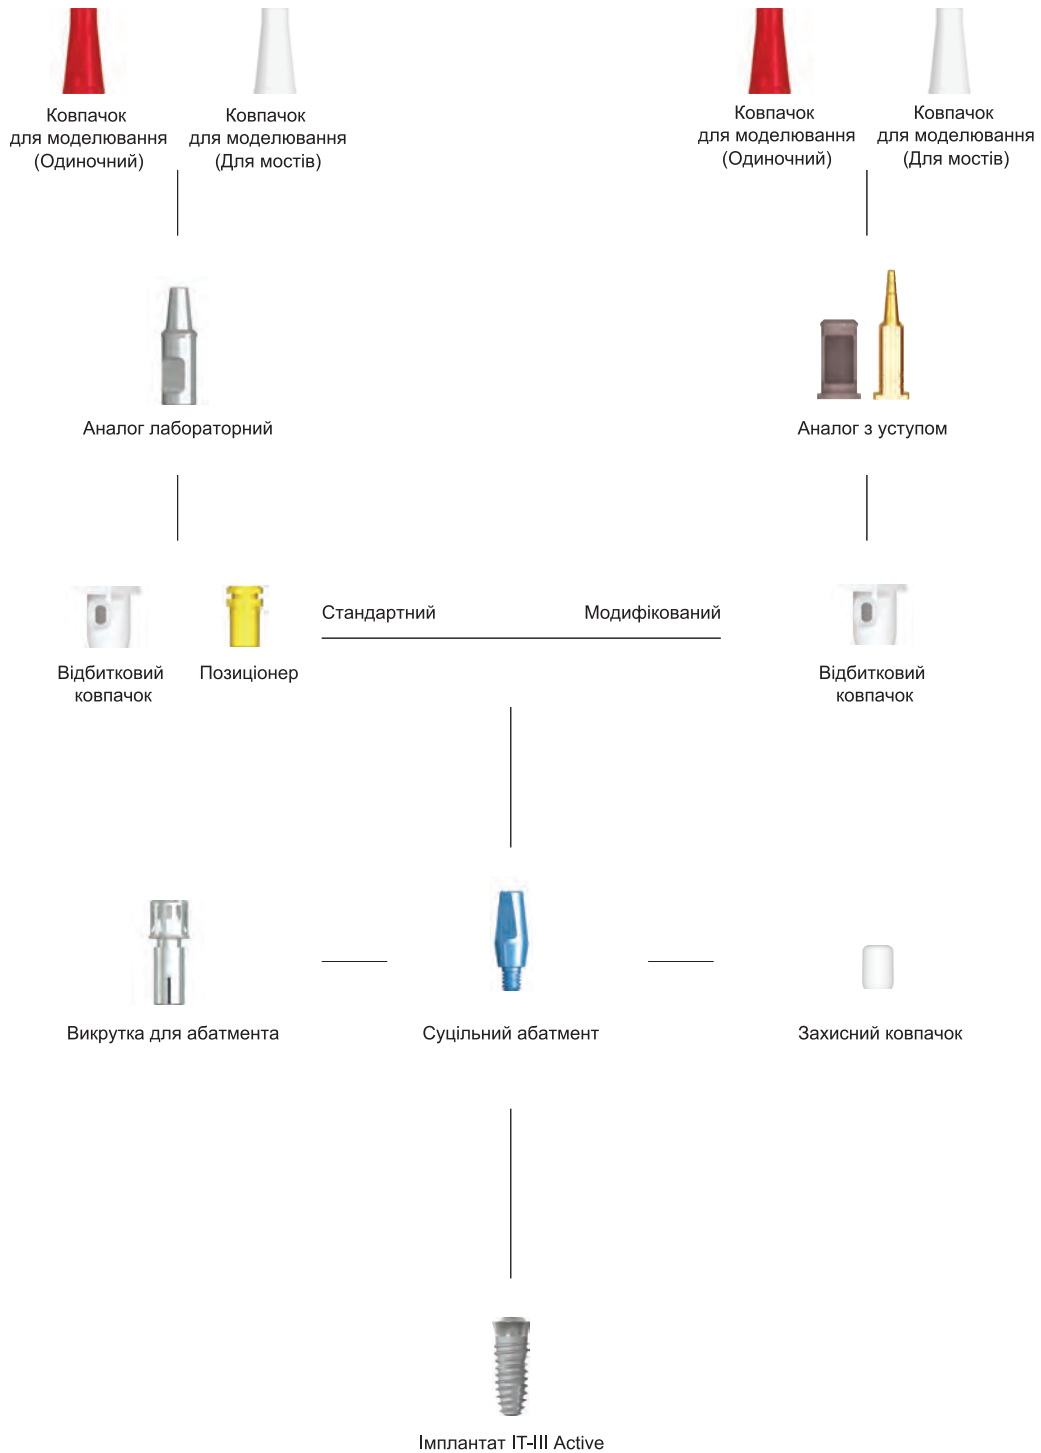 Ковпачок
для моделювання
(Одиночний)
Ковпачок
для моделювання
(Для мостів)
Ковпачок
для моделювання
(Одиночний)
Ковпачок
для моделювання
(Для мостів)
Аналог лабораторний
Аналог з уступом
Стандартний
Модифікований
Відбитковий
ковпачок
Позиціонер
Відбитковий
ковпачок
Викрутка для абатмента
Суцільний абатмент
Захисний ковпачок
Імплантат IT-III Active